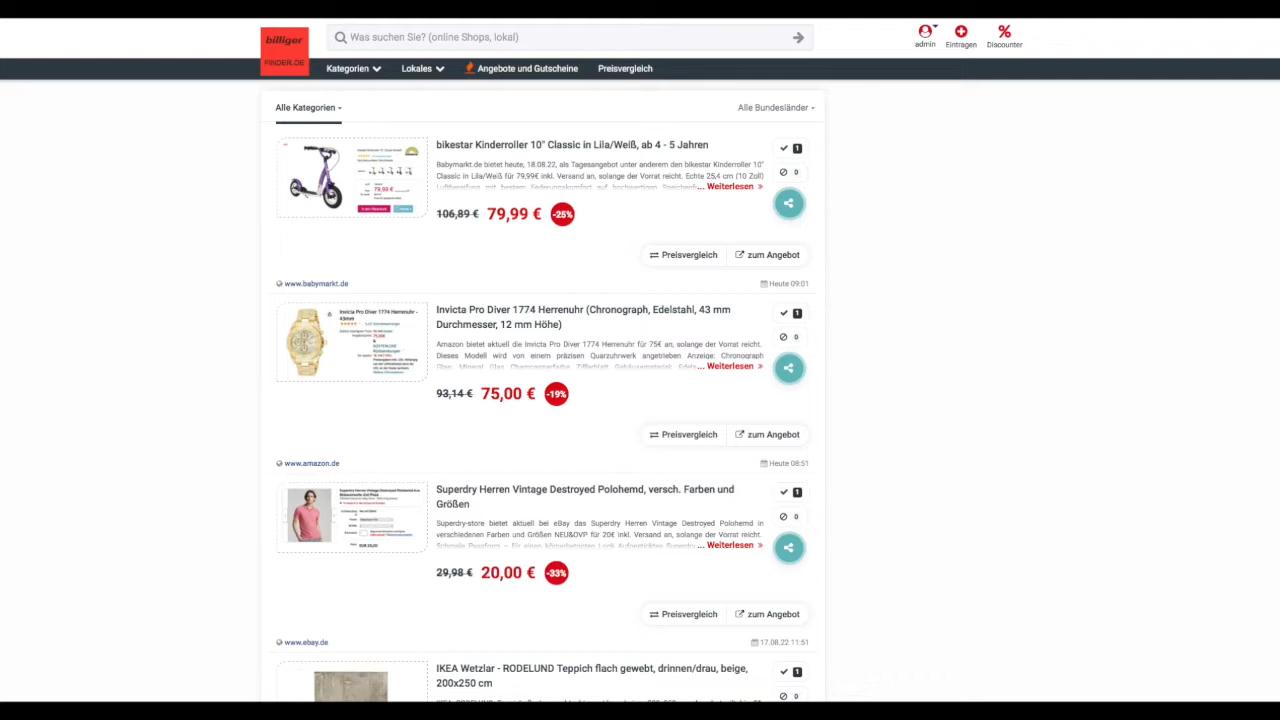 billiger
FINDER.DE
Was suchen Sie? (online Shops, lokal)
admin
Eintragen
Discounter
Kategorien
Lokales
Angebote und Gutscheine
Preisvergleich
Alle Kategorien
Alle Bundesländer
bikestar Kinderroller 10" Classic in Lila/Weiß, ab 4 - 5 Jahren
1
Babymarkt.de bietet heute, 18.08.22, als Tagesangebot unter anderem den bikestar Kinderroller 10"
Classic in Lila/Weiß für 79,99€ inkl. Versand an, solange der Vorrat reicht. Echte 25,4 cm (10 Zoll)
0
... Weiterlesen »
106,89 € 79,99 € -25%
Preisvergleich
zum Angebot
www.babymarkt.de
Heute 09:01
Invicta Pro Diver 1774 Herrenuhr -
43mm
Invicta Pro Diver 1774 Herrenuhr (Chronograph, Edelstahl, 43 mm
Durchmesser, 12 mm Höhe)
1
0
Amazon bietet aktuell die Invicta Pro Diver 1774 Herrenuhr für 75€ an, solange der Vorrat reicht.
Dieses Modell wird von einem präzisen Quarzuhrwerk angetrieben Anzeige: Chronograph
... Weiterlesen »
93,14 € 75,00 € -19%
Preisvergleich
zum Angebot
www.amazon.de
Heute 08:51
Superdry Herren Vintage Destroyed Polohemd, versch. Farben und
Größen
1
0
Superdry-store bietet aktuell bei eBay das Superdry Herren Vintage Destroyed Polohemd in
verschiedenen Farben und Größen NEU&OVP für 20€ inkl. Versand an, solange der Vorrat reicht.
... Weiterlesen »
29,98 € 20,00 € -33%
Preisvergleich
zum Angebot
www.ebay.de
17.08.22 11:51
IKEA Wetzlar - RODELUND Teppich flach gewebt, drinnen/drau, beige,
200x250 cm
1
0